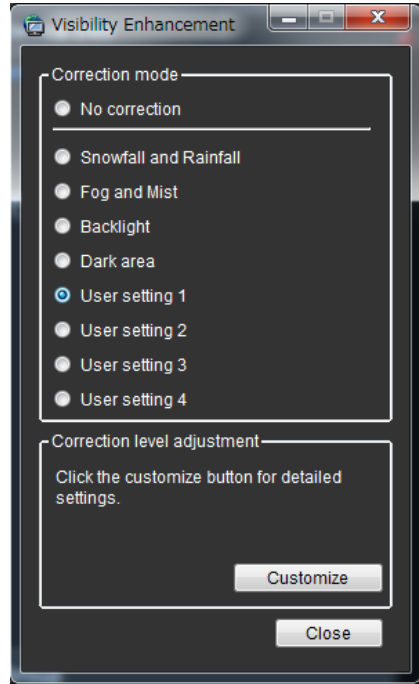 Visibility Enhancement
Correction mode
No correction
Snowfall and Rainfall
Fog and Mist
Backlight
Dark area
User setting 1
User setting 2
User setting 3
User setting 4
Correction level adjustment
Click the customize button for detailed
settings.
Customize
Close